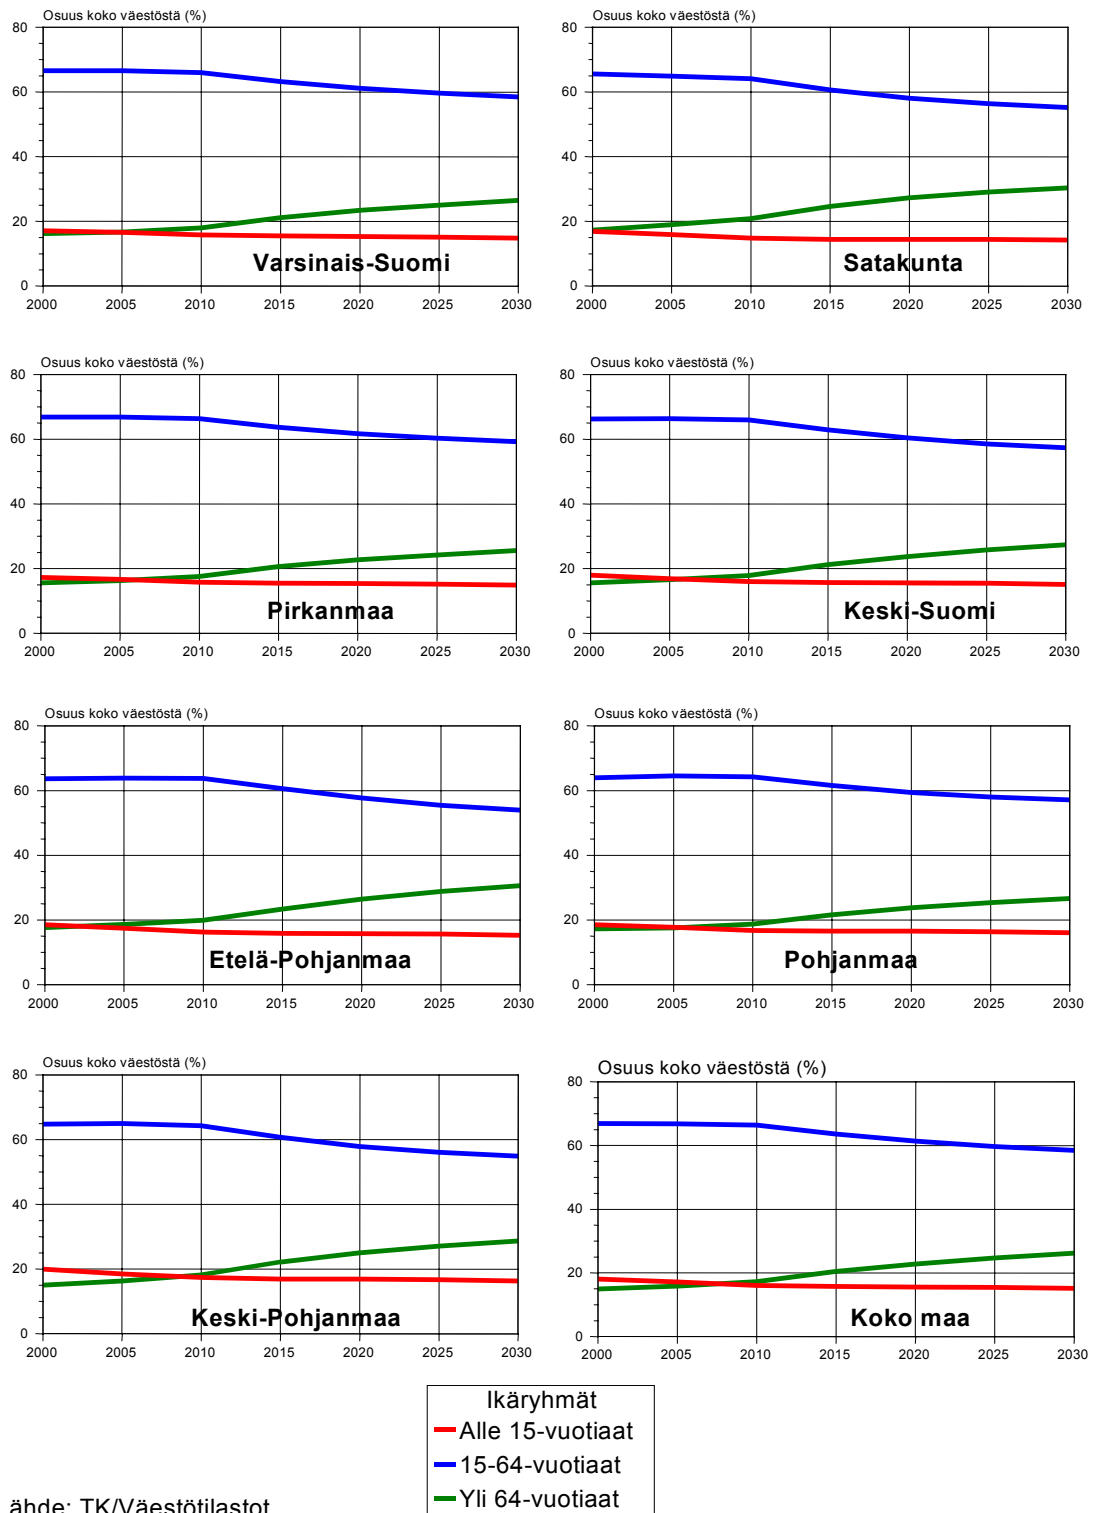 Osuus koko väestöstä (%)
80
60
40
20
0
2000 2005 2010 2015 2020 2025 2030
Varsinais-Suomi
Osuus koko väestöstä (%)
80
60
40
20
0
2000 2005 2010 2015 2020 2025 2030
Satakunta
Osuus koko väestöstä (%)
80
60
40
20
0
2000 2005 2010 2015 2020 2025 2030
Pirkanmaa
Osuus koko väestöstä (%)
80
60
40
20
0
2000 2005 2010 2015 2020 2025 2030
Keski-Suomi
Osuus koko väestöstä (%)
80
60
40
20
0
2000 2005 2010 2015 2020 2025 2030
Etelä-Pohjanmaa
Osuus koko väestöstä (%)
80
60
40
20
0
2000 2005 2010 2015 2020 2025 2030
Pohjanmaa
Osuus koko väestöstä (%)
80
60
40
20
0
2000 2005 2010 2015 2020 2025 2030
Keski-Pohjanmaa
Osuus koko väestöstä (%)
80
60
40
20
0
2000 2005 2010 2015 2020 2025 2030
Koko maa
Ikäryhmät
Alle 15-vuotiaat
15-64-vuotiaat
Yli 64-vuotiaat
ähde: TK/Väestötilastot